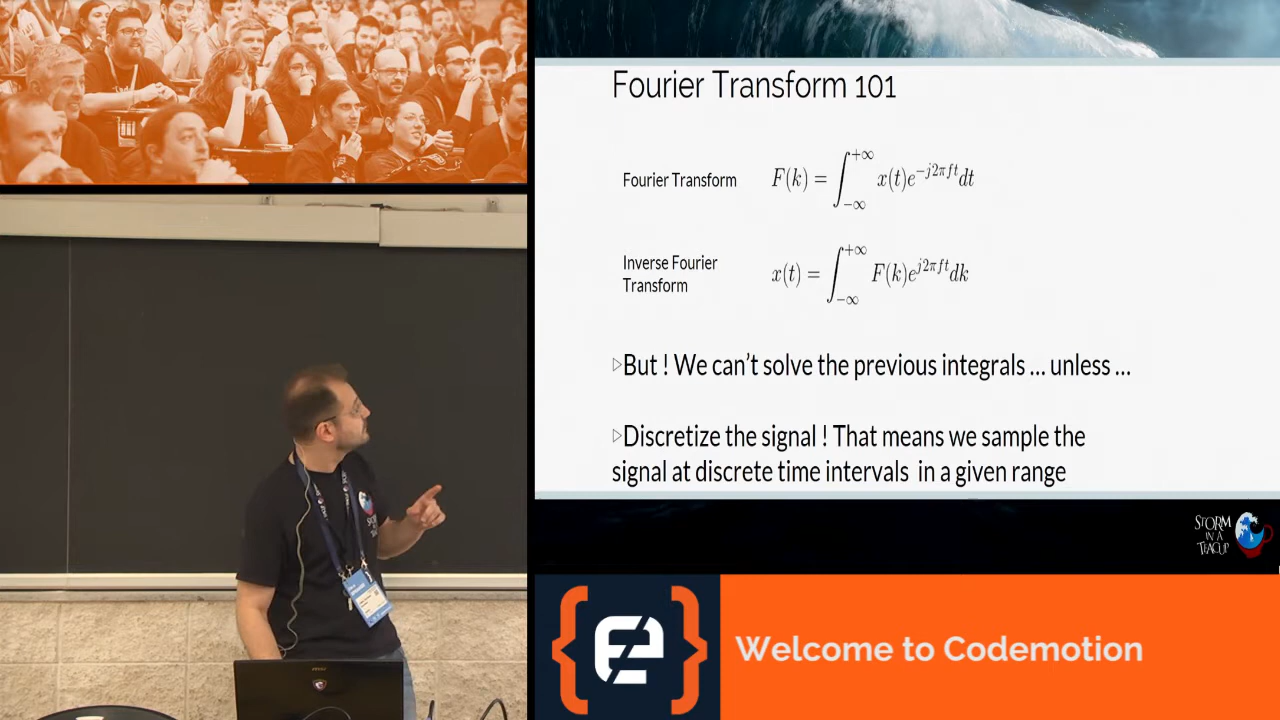 Fourier Transform 101
Fourier Transform F(k) = ∫_{-∞}^{+∞} x(t)e^{-j2πft}dt
Inverse Fourier
Transform
x(t) = ∫_{-∞}^{+∞} F(k)e^{j2πft}dk
▷But ! We can't solve the previous integrals ... unless ...
▷Discretize the signal ! That means we sample the
signal at discrete time intervals in a given range
STORM
IN A
TEACUP
Welcome to Codemotion